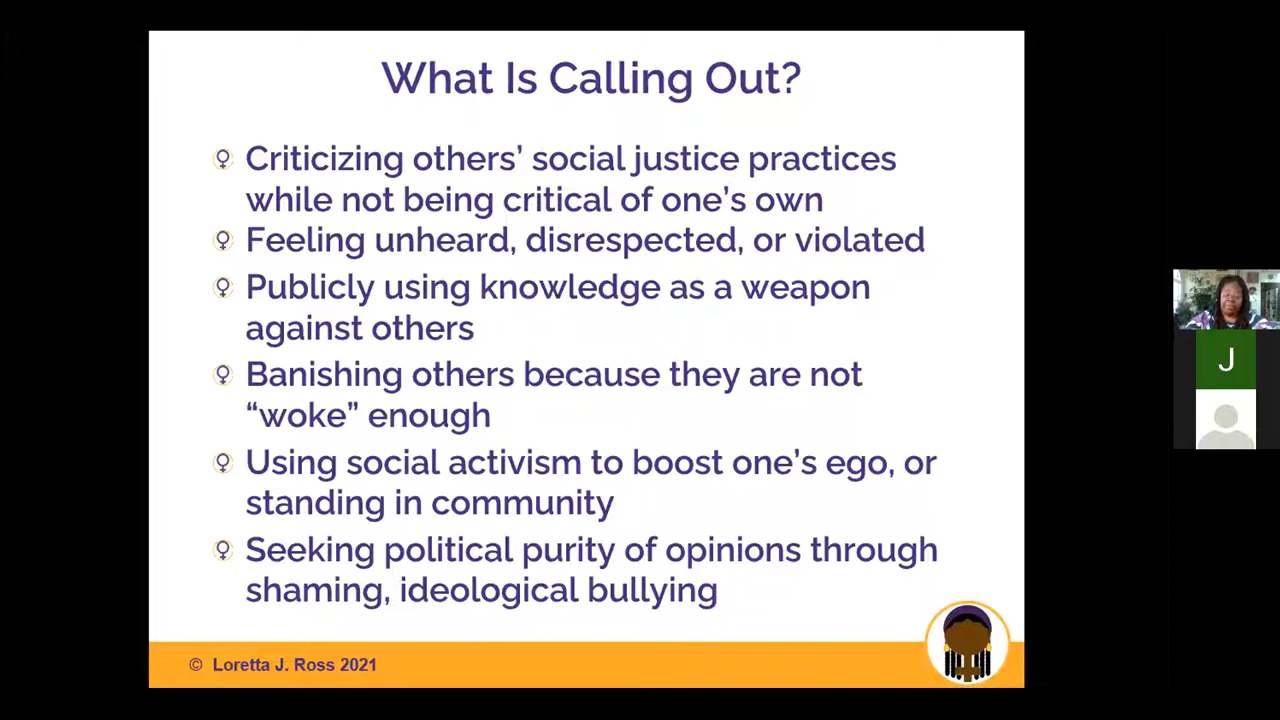 What Is Calling Out?
Criticizing others’ social justice practices
while not being critical of one’s own
Feeling unheard, disrespected, or violated
Publicly using knowledge as a weapon
against others
Banishing others because they are not
“woke” enough
Using social activism to boost one’s ego, or
standing in community
Seeking political purity of opinions through
shaming, ideological bullying
© Loretta J. Ross 2021
J